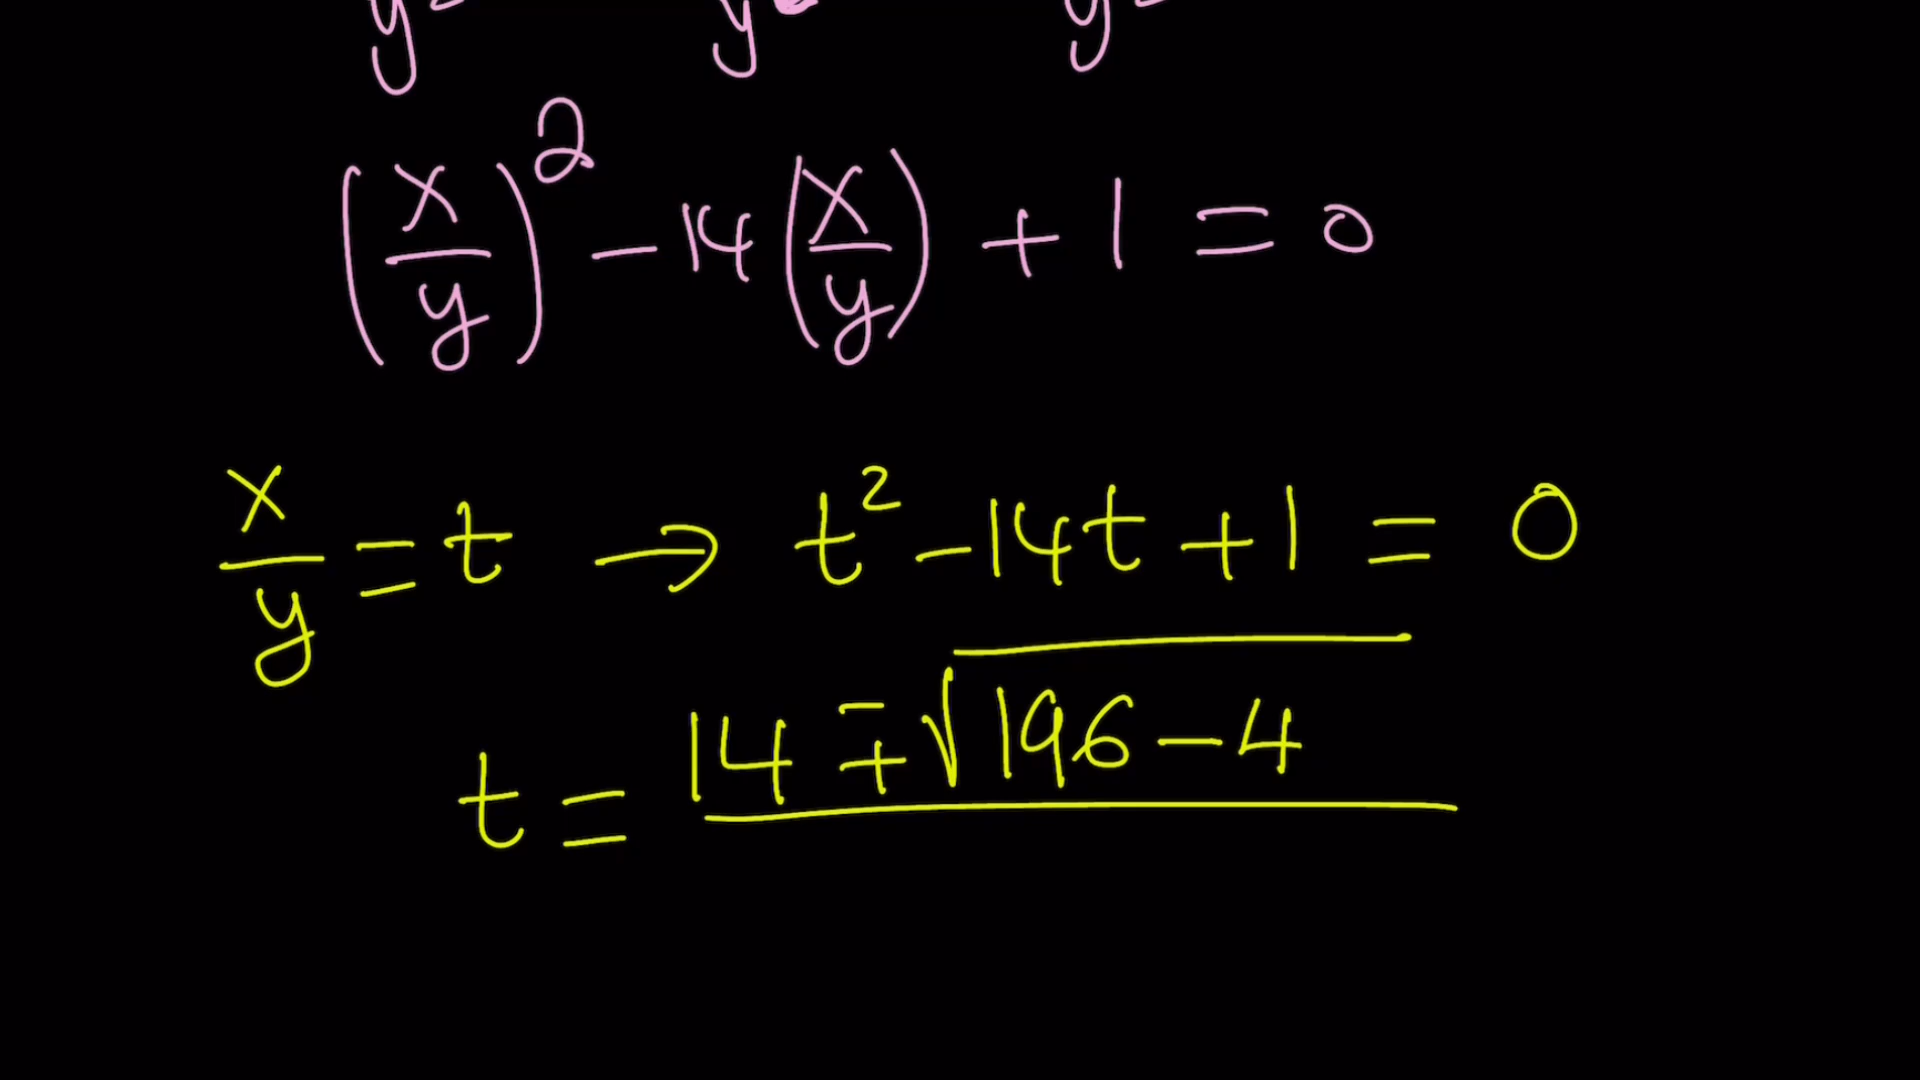 y= y y=
(x/y)² - 14(x/y) + 1 = 0
x/y = t → t² - 14t + 1 = 0
t = 14 ∓ √196 - 4